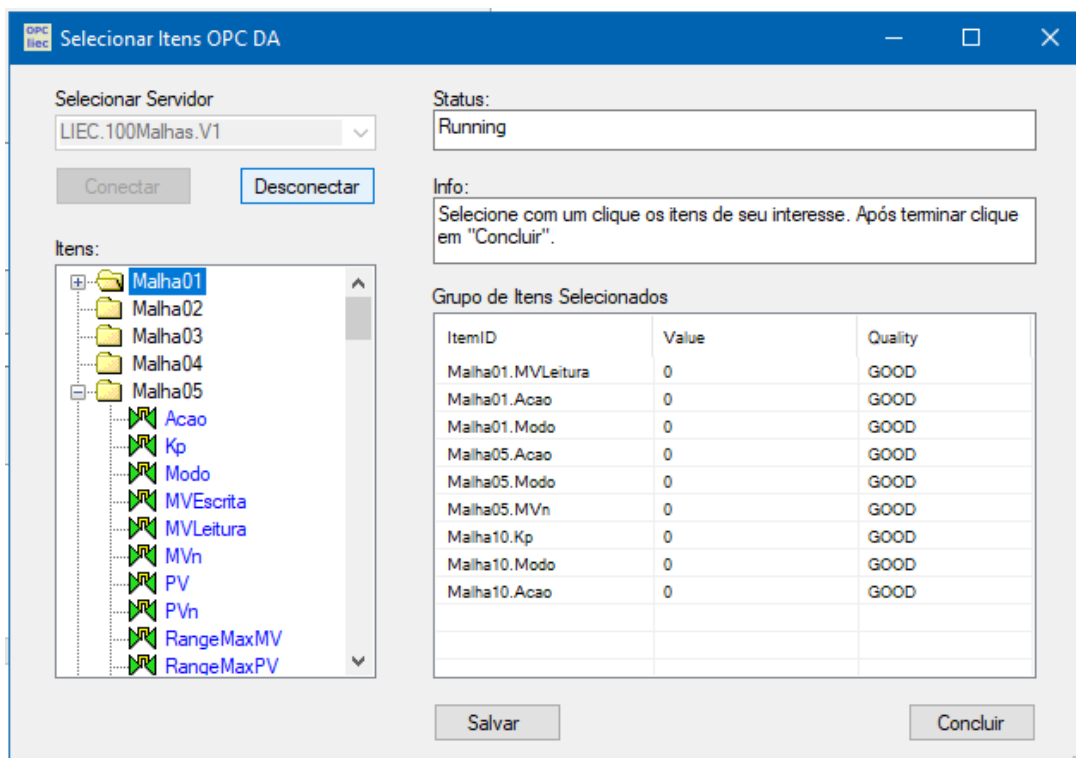 OPC
liec
Selecionar Itens OPC DA
Selecionar Servidor
LIEC.100Malhas.V1
Conectar
Desconectar
Itens:
Malha01
Malha02
Malha03
Malha04
Malha05
Acao
Kp
Modo
MVEscrita
MVLeitura
MVn
PV
PVn
RangeMaxMV
RangeMaxPV
Status:
Running
Info:
Selecione com um clique os itens de seu interesse. Após terminar clique
em "Concluir".
Grupo de Itens Selecionados
ItemID Value Quality
Malha01.MVLeitura 0 GOOD
Malha01.Acao 0 GOOD
Malha01.Modo 0 GOOD
Malha05.Acao 0 GOOD
Malha05.Modo 0 GOOD
Malha05.MVn 0 GOOD
Malha10.Kp 0 GOOD
Malha10.Modo 0 GOOD
Malha10.Acao 0 GOOD
Salvar
Concluir